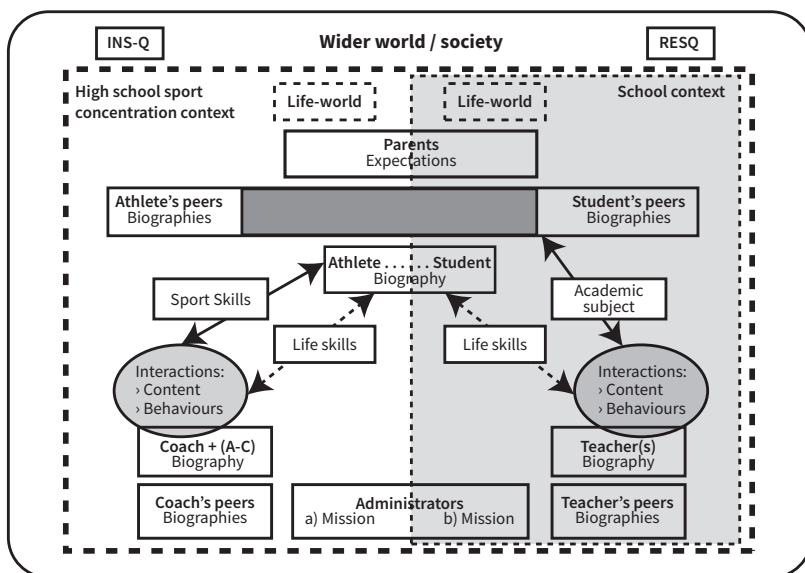 INS-Q
Wider world / society
RESQ
High school sport
concentration context
Life-world
Life-world
School context
Parents
Expectations
Athlete's peers
Biographies
Student's peers
Biographies
Athlete . . . . . . Student
Biography
Sport Skills
Academic
subject
Life skills
Life skills
Interactions:
› Content
› Behaviours
Interactions:
› Content
› Behaviours
Coach + (A-C)
Biography
Teacher(s)
Biography
Coach's peers
Biographies
Administrators
a) Mission
b) Mission
Teacher's peers
Biographies